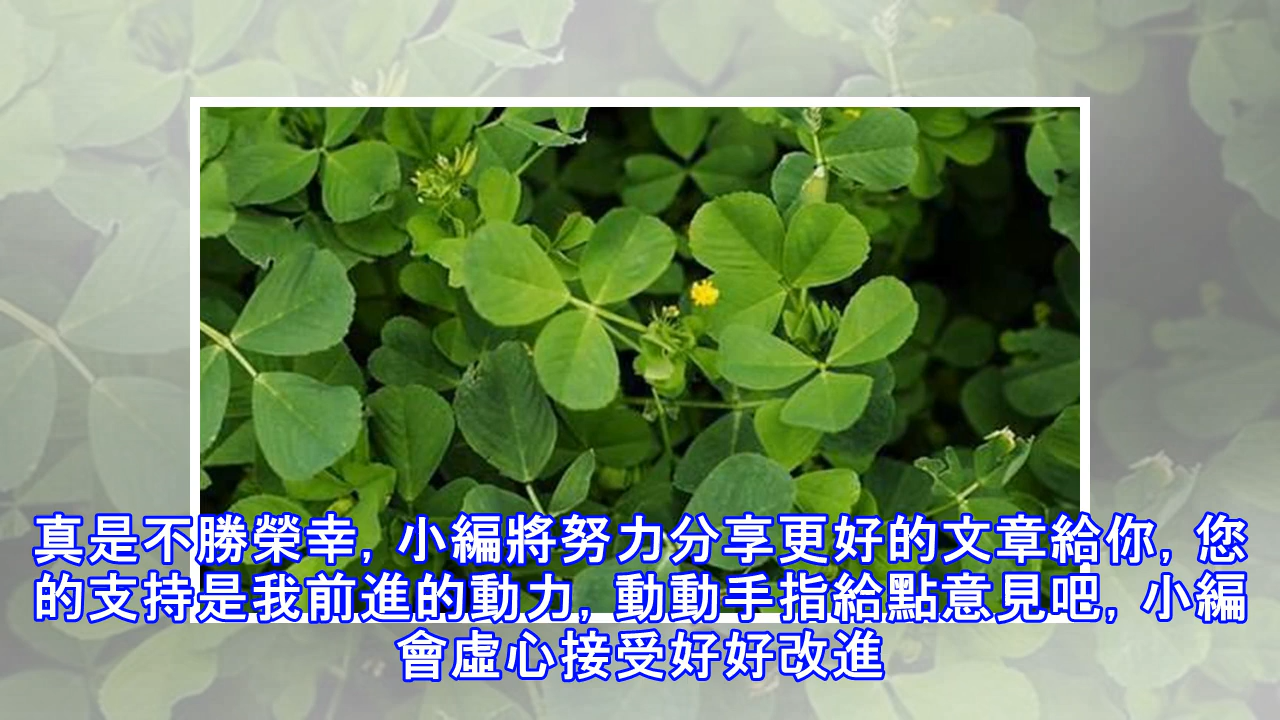 真是不勝榮幸, 小編將努力分享更好的文章給你, 您
的支持是我前進的動力, 動動手指給點意見吧, 小編
會虛心接受好好改進